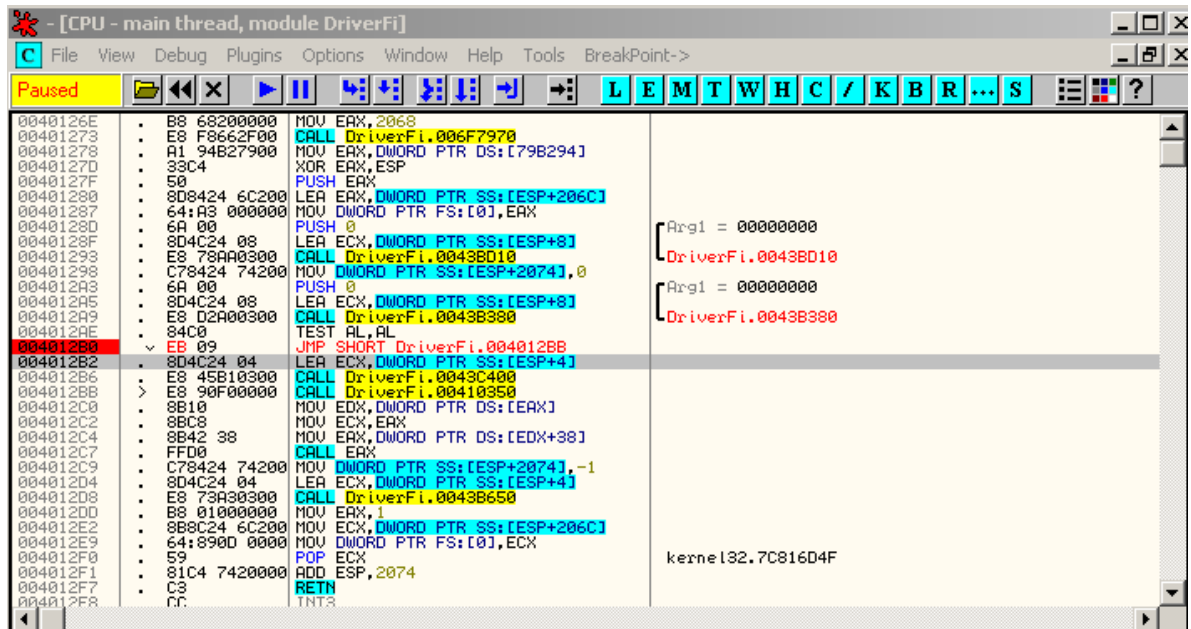 - [CPU - main thread, module DriverFi]
C File View Debug Plugins Options Window Help Tools BreakPoint->
Paused L E M T W H C / K B R ... S ?
0040126E . B8 68200000 MOV EAX,2068
00401273 . E8 F8662F00 CALL DriverFi.006F7970
00401278 . A1 94B27900 MOV EAX,DWORD PTR DS:[79B294]
0040127D . 33C4 XOR EAX,ESP
0040127F . 50 PUSH EAX
00401280 . 8D8424 6C200 LEA EAX,DWORD PTR SS:[ESP+206C]
00401287 . 64:A3 000000 MOV DWORD PTR FS:[0],EAX
0040128D . 6A 00 PUSH 0 Arg1 = 00000000
0040128F . 8D4C24 08 LEA ECX,DWORD PTR SS:[ESP+8]
00401293 . E8 78AA0300 CALL DriverFi.0043BD10 DriverFi.0043BD10
00401298 . C78424 74200 MOV DWORD PTR SS:[ESP+2074],0
004012A3 . 6A 00 PUSH 0 Arg1 = 00000000
004012A5 . 8D4C24 08 LEA ECX,DWORD PTR SS:[ESP+8]
004012A9 . E8 D2A00300 CALL DriverFi.0043B380 DriverFi.0043B380
004012AE . 84C0 TEST AL,AL
004012B0 EB 09 JMP SHORT DriverFi.004012BB
004012B2 . 8D4C24 04 LEA ECX,DWORD PTR SS:[ESP+4]
004012B6 . E8 45B10300 CALL DriverFi.0043C400
004012BB > E8 90F00000 CALL DriverFi.00410350
004012C0 . 8B10 MOV EDX,DWORD PTR DS:[EAX]
004012C2 . 8BC8 MOV ECX,EAX
004012C4 . 8B42 38 MOV EAX,DWORD PTR DS:[EDX+38]
004012C7 . FFD0 CALL EAX
004012C9 . C78424 74200 MOV DWORD PTR SS:[ESP+2074],-1
004012D4 . 8D4C24 04 LEA ECX,DWORD PTR SS:[ESP+4]
004012D8 . E8 73A30300 CALL DriverFi.0043B650
004012DD . B8 01000000 MOV EAX,1
004012E2 . 8B8C24 6C200 MOV ECX,DWORD PTR SS:[ESP+206C]
004012E9 . 64:890D 0000 MOV DWORD PTR FS:[0],ECX
004012F0 . 59 POP ECX kernel32.7C816D4F
004012F1 . 81C4 7420000 ADD ESP,2074
004012F7 . C3 RETN
004012F8 CC INT3